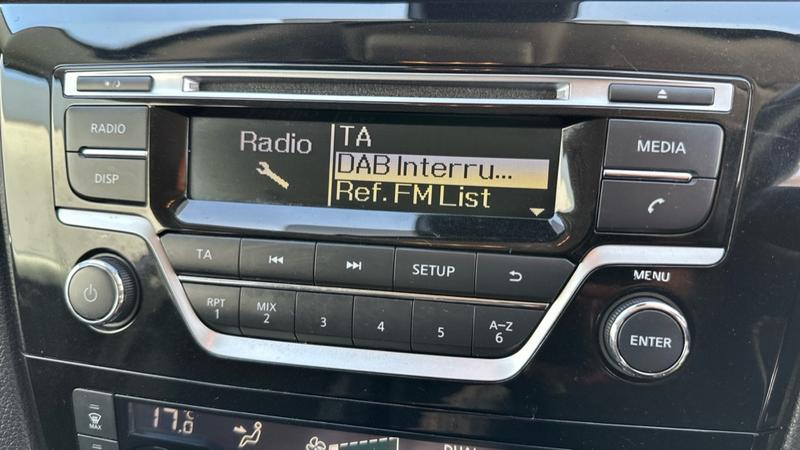 RADIO
DISP
Radio
TA
DAB Interru...
Ref. FM List
MEDIA
TA
SETUP
MENU
RPT
1
MIX
2
3
4
5
A-Z
6
ENTER
MAX
17.0°C